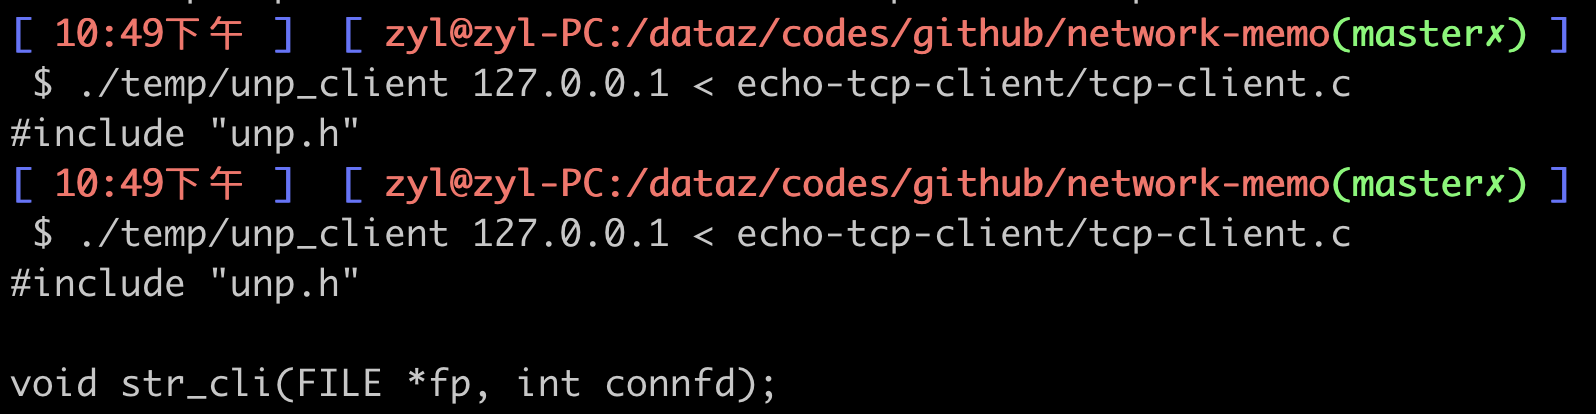 [ 10:49下午 ] [ zyl@zyl-PC:/dataz/codes/github/network-memo(master✗) ]
$ ./temp/unp_client 127.0.0.1 < echo-tcp-client/tcp-client.c
#include "unp.h"
[ 10:49下午 ] [ zyl@zyl-PC:/dataz/codes/github/network-memo(master✗) ]
$ ./temp/unp_client 127.0.0.1 < echo-tcp-client/tcp-client.c
#include "unp.h"
void str_cli(FILE *fp, int connfd);